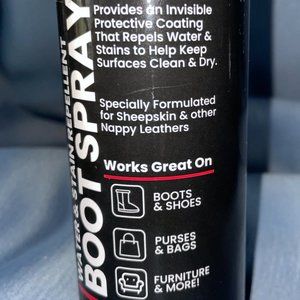 WATER & STAIN REPELLENT
BOOT SPRAY
Provides an Invisible
Protective Coating
That Repels Water &
Stains to Help Keep
Surfaces Clean & Dry.
Specially Formulated
for Sheepskin & other
Nappy Leathers
Works Great On
BOOTS
& SHOES
PURSES
& BAGS
FURNITURE
& MORE!